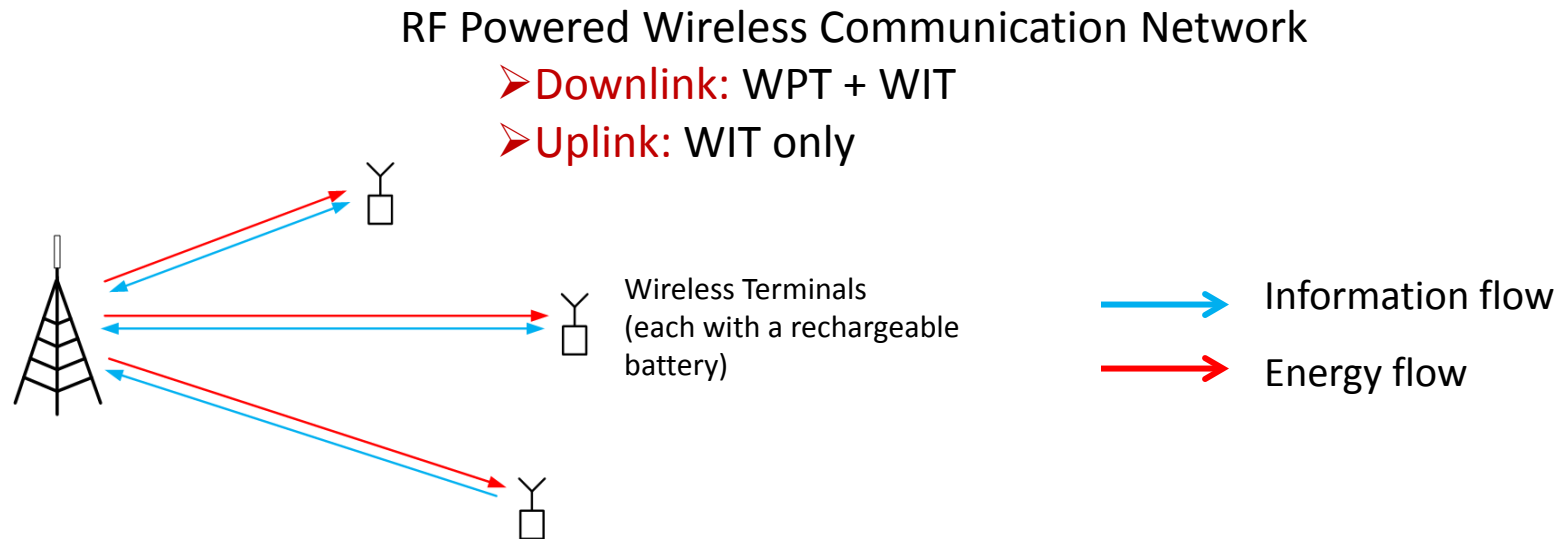 RF Powered Wireless Communication Network
➢Downlink: WPT + WIT
➢Uplink: WIT only
Wireless Terminals
(each with a rechargeable
battery)
Information flow
Energy flow